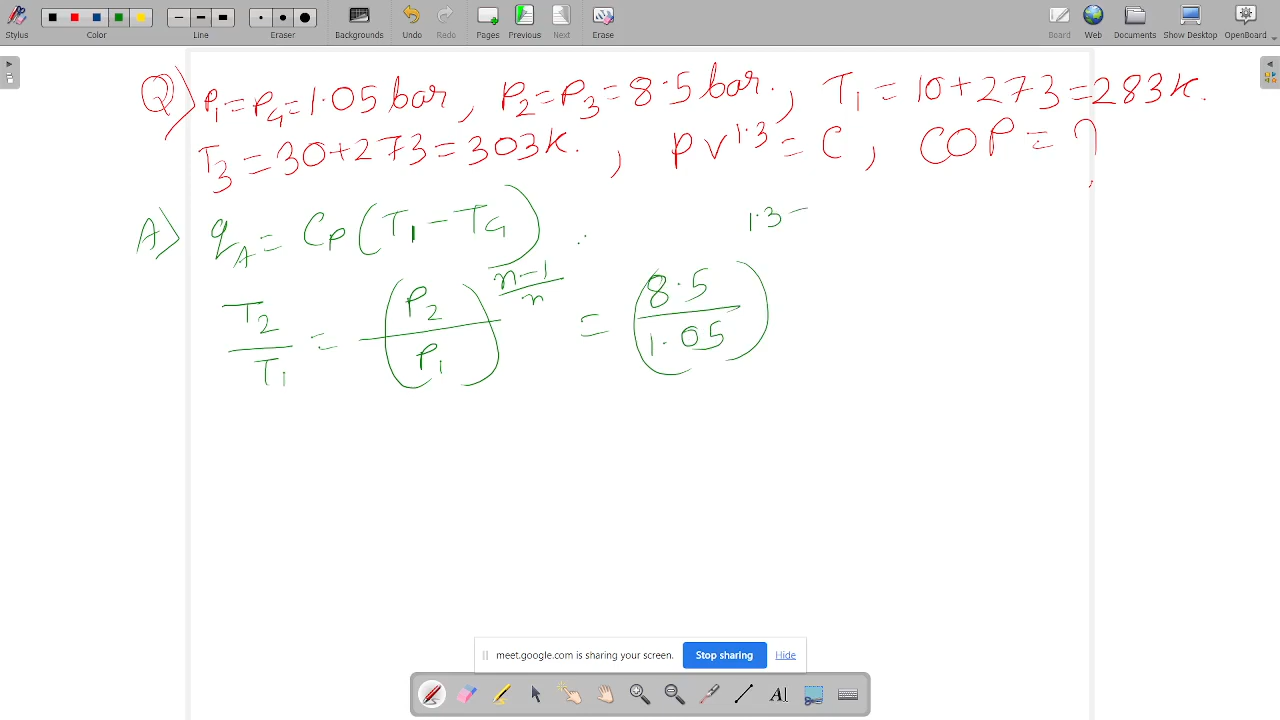 Stylus Color Line Eraser Backgrounds Undo Redo Pages Previous Next Erase Board Web Documents Show Desktop OpenBoard
Q) P1 = P4 = 1.05 bar, P2 = P3 = 8.5 bar., T1 = 10 + 273 = 283 K.
T3 = 30 + 273 = 303 K., PV^1.3 = C, COP = ?
A) qA = Cp (T1 - T4) 1.3 -
T2/T1 = (P2/P1)^(n-1/n) = (8.5/1.05)
meet.google.com is sharing your screen. Stop sharing Hide